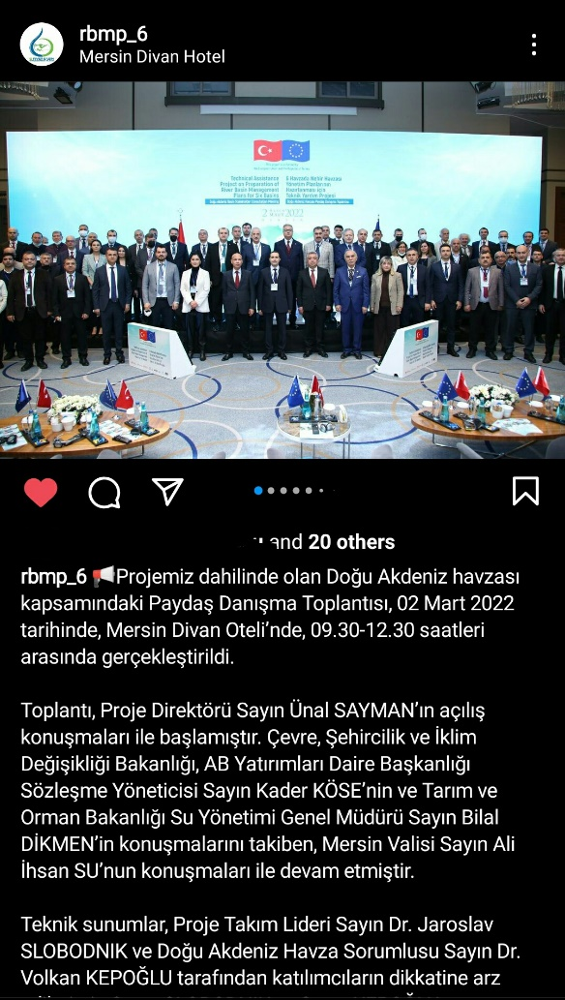 rbmp_6
Mersin Divan Hotel
Technical Assistance
Project on Preparation of
River Basin Management
Plans for Six Basins
6 Havzada Nehir Havzası
Yönetim Planlarının
Hazırlanması için
Teknik Yardım Projesi
2
2022
and 20 others
rbmp_6 📢Projemiz dahilinde olan Doğu Akdeniz havzası
kapsamındaki Paydaş Danışma Toplantısı, 02 Mart 2022
tarihinde, Mersin Divan Oteli’nde, 09.30-12.30 saatleri
arasında gerçekleştirildi.
Toplantı, Proje Direktörü Sayın Ünal SAYMAN’ın açılış
konuşmaları ile başlamıştır. Çevre, Şehircilik ve İklim
Değişikliği Bakanlığı, AB Yatırımları Daire Başkanlığı
Sözleşme Yöneticisi Sayın Kader KÖSE’nin ve Tarım ve
Orman Bakanlığı Su Yönetimi Genel Müdürü Sayın Bilal
DİKMEN’in konuşmalarını takiben, Mersin Valisi Sayın Ali
İhsan SU’nun konuşmaları ile devam etmiştir.
Teknik sunumlar, Proje Takım Lideri Sayın Dr. Jaroslav
SLOBODNIK ve Doğu Akdeniz Havza Sorumlusu Sayın Dr.
Volkan KEPOĞLU tarafından katılımcıların dikkatine arz